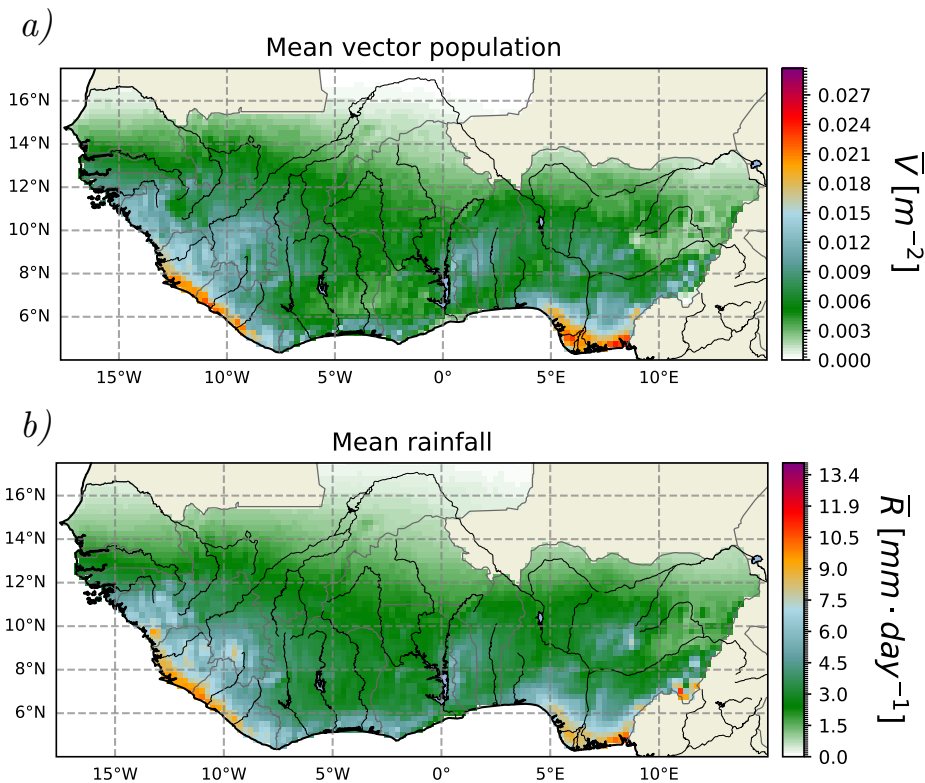 a)
Mean vector population
16°N
14°N
12°N
10°N
8°N
6°N
15°W 10°W 5°W 0° 5°E 10°E
0.027
0.024
0.021
0.018
0.015
0.012
0.009
0.006
0.003
0.000
V̅ [m⁻²]
b)
Mean rainfall
16°N
14°N
12°N
10°N
8°N
6°N
15°W 10°W 5°W 0° 5°E 10°E
13.4
11.9
10.5
9.0
7.5
6.0
4.5
3.0
1.5
0.0
R̅ [mm · day⁻¹]